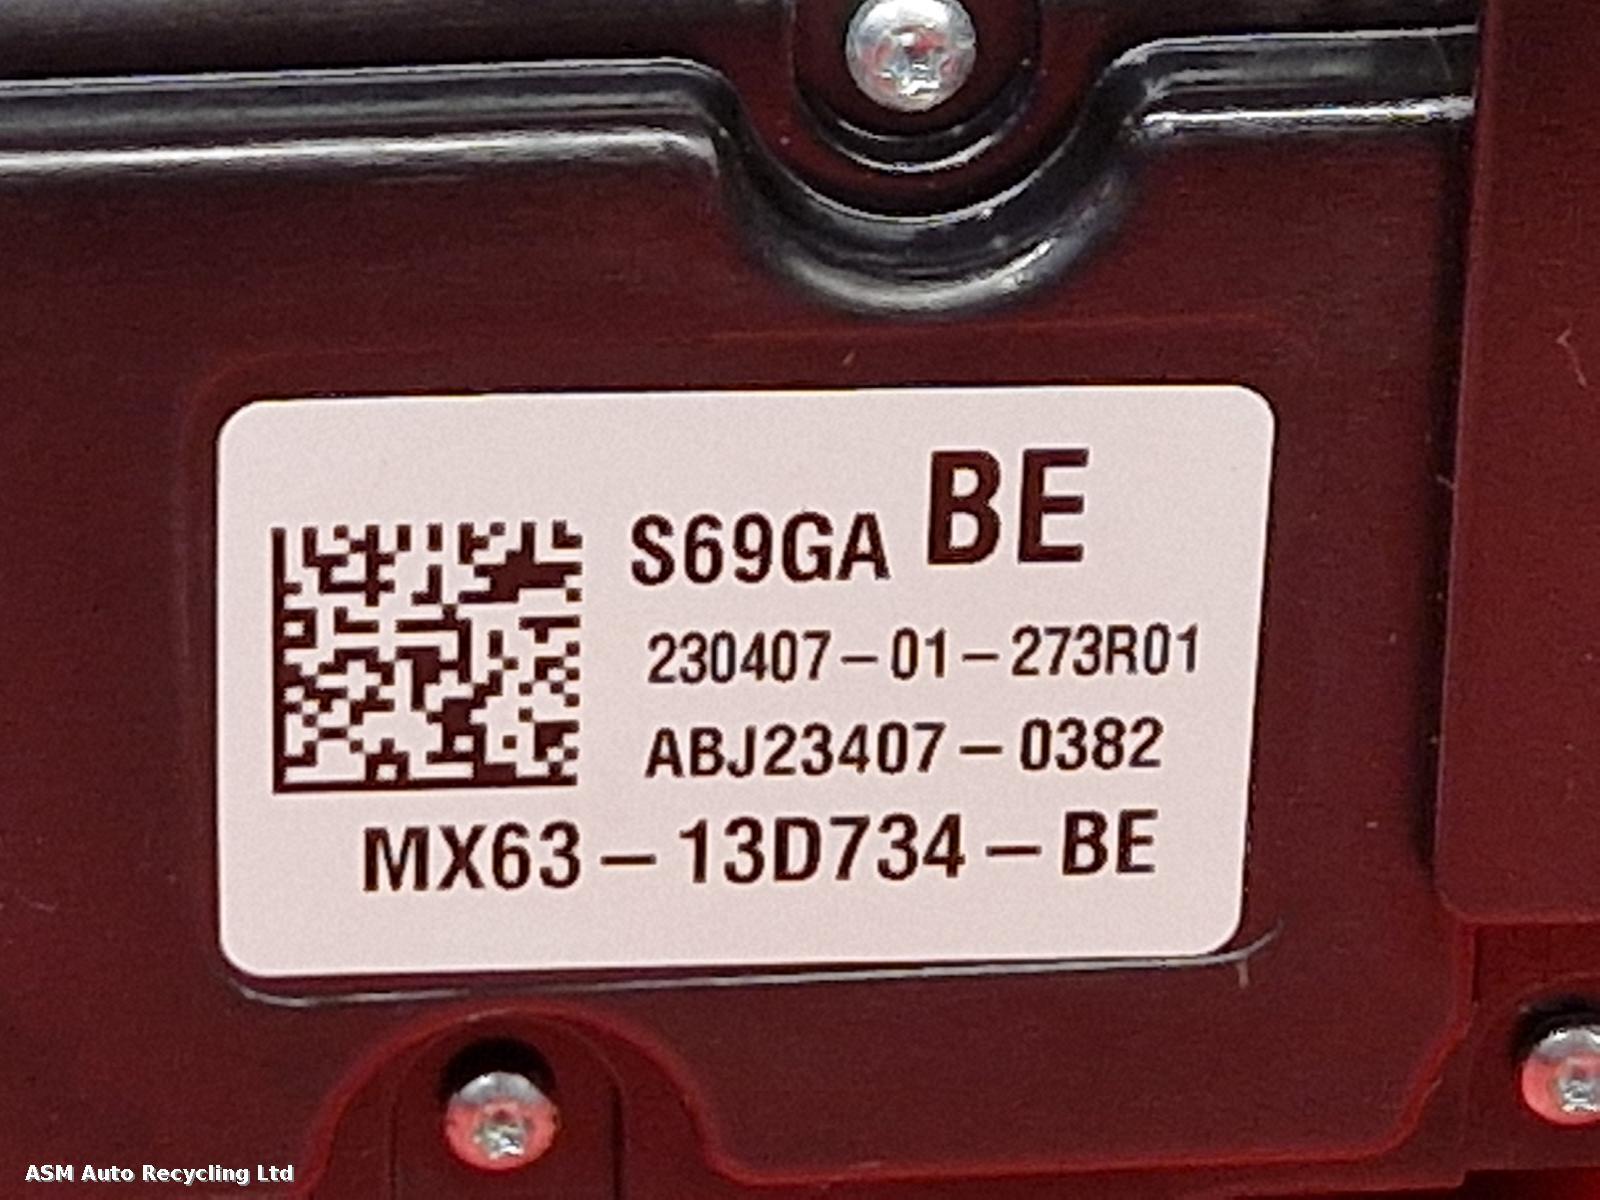 S69GA BE
230407-01-273R01
ABJ23407-0382
MX63-13D734-BE
ASM Auto Recycling Ltd